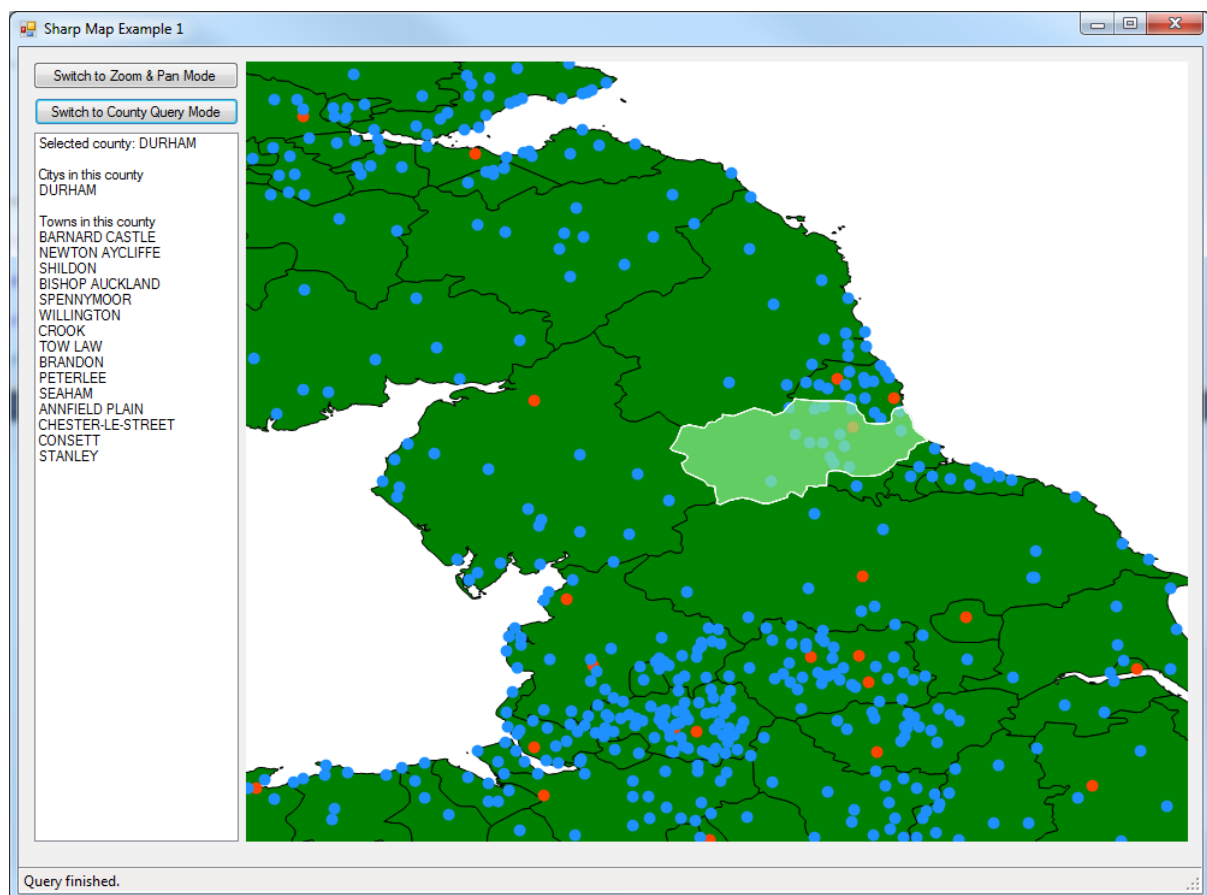 Sharp Map Example 1
Switch to Zoom & Pan Mode
Switch to County Query Mode
Selected county: DURHAM
Citys in this county
DURHAM
Towns in this county
BARNARD CASTLE
NEWTON AYCLIFFE
SHILDON
BISHOP AUCKLAND
SPENNYMOOR
WILLINGTON
CROOK
TOW LAW
BRANDON
PETERLEE
SEAHAM
ANNFIELD PLAIN
CHESTER-LE-STREET
CONSETT
STANLEY
Query finished.